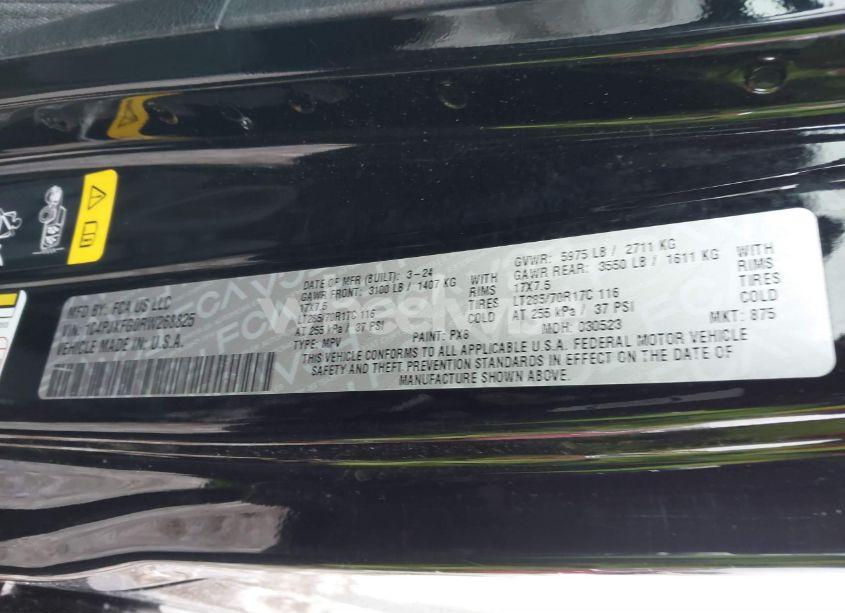 MFD BY: FCA US LLC
VEHICLE MADE IN: U.S.A.
DATE OF MFR (BUILT): 3-24
GAWR FRONT: 3100 LB / 1407 KG WITH
17X7.5 RIMS
LT285/70R17C 116 TIRES
AT 255 kPa / 37 PSI COLD
TYPE: MPV PAINT: PX8
GVWR: 5975 LB / 2711 KG
GAWR REAR: 3550 LB / 1611 KG WITH
17X7.5 RIMS
LT285/70R17C 116 TIRES
AT 255 kPa / 37 PSI COLD
MDH: 030523 MKT: 875
THIS VEHICLE CONFORMS TO ALL APPLICABLE U.S.A. FEDERAL MOTOR VEHICLE
SAFETY AND THEFT PREVENTION STANDARDS IN EFFECT ON THE DATE OF
MANUFACTURE SHOWN ABOVE.